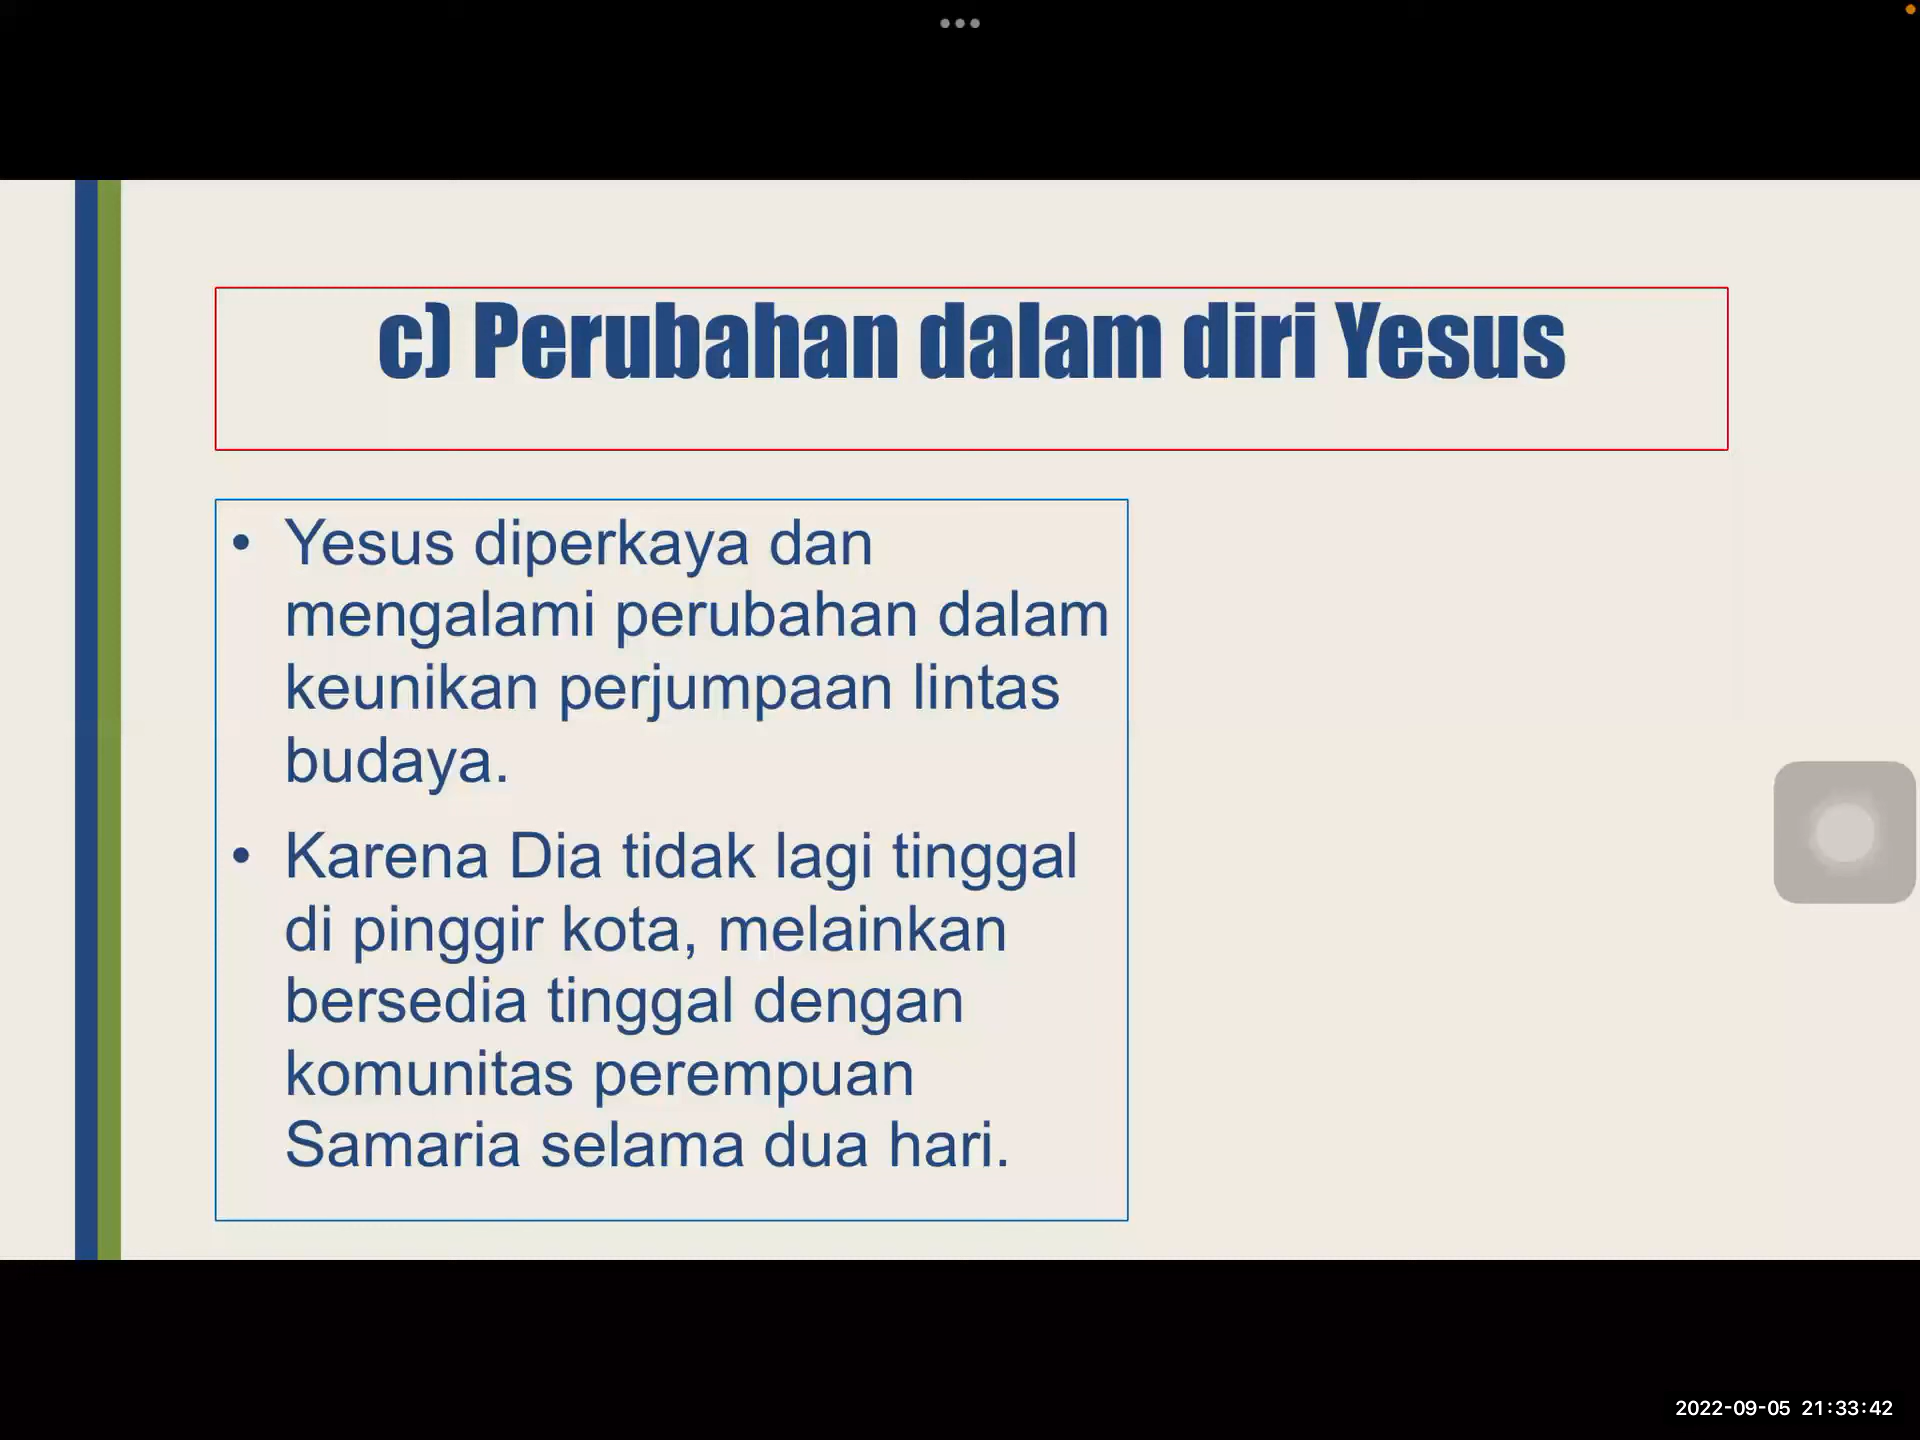 c) Perubahan dalam diri Yesus
• Yesus diperkaya dan
mengalami perubahan dalam
keunikan perjumpaan lintas
budaya.
• Karena Dia tidak lagi tinggal
di pinggir kota, melainkan
bersedia tinggal dengan
komunitas perempuan
Samaria selama dua hari.
2022-09-05 21:33:42